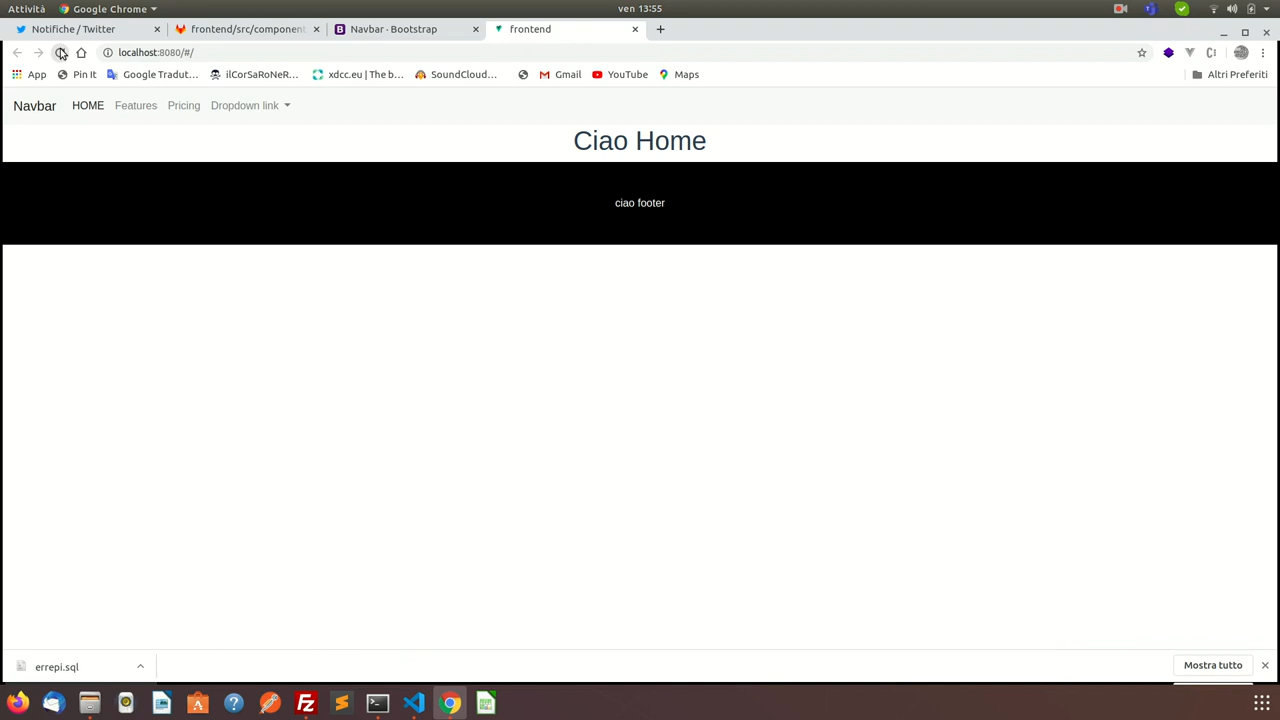 Attività Google Chrome ven 13:55
Notifiche / Twitter frontend/src/component Navbar · Bootstrap frontend
localhost:8080/#/
App Pin It Google Tradut... ilCorSaRoNeR... xdcc.eu | The b... SoundCloud... Gmail YouTube Maps Altri Preferiti
Navbar HOME Features Pricing Dropdown link
Ciao Home
ciao footer
errepi.sql Mostra tutto